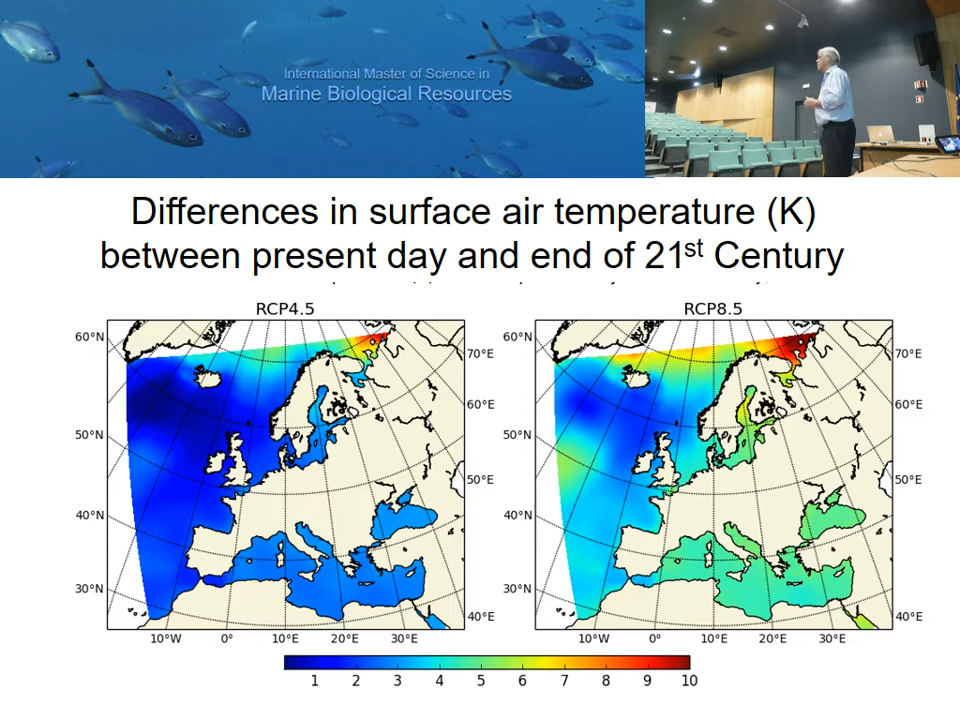 International Master of Science in
Marine Biological Resources
Differences in surface air temperature (K)
between present day and end of 21st Century
RCP4.5
RCP8.5
60°N
70°E
60°E
50°N
50°E
40°N
30°N
40°E
10°W 0° 10°E 20°E 30°E
60°N
70°E
60°E
50°N
50°E
40°N
30°N
40°E
10°W 0° 10°E 20°E 30°E
1 2 3 4 5 6 7 8 9 10